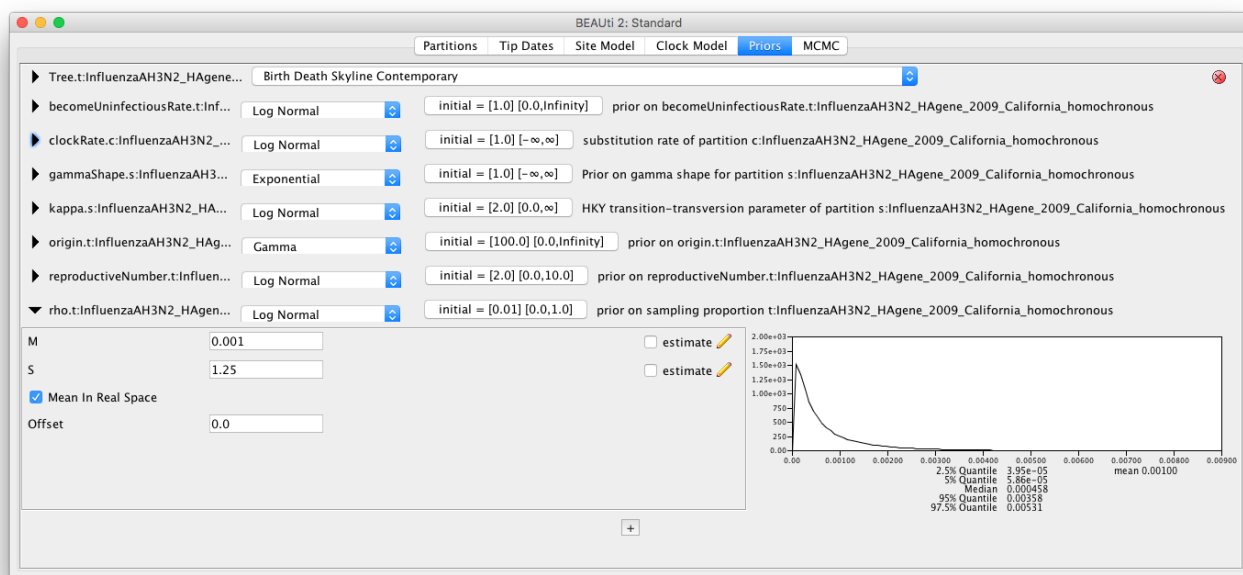 BEAUti 2: Standard
Partitions Tip Dates Site Model Clock Model Priors MCMC
Tree.t:InfluenzaAH3N2_HAgene... Birth Death Skyline Contemporary
becomeUninfectiousRate.t:Inf... Log Normal initial = [1.0] [0.0,Infinity] prior on becomeUninfectiousRate.t:InfluenzaAH3N2_HAgene_2009_California_homochronous
clockRate.c:InfluenzaAH3N2_... Log Normal initial = [1.0] [-∞,∞] substitution rate of partition c:InfluenzaAH3N2_HAgene_2009_California_homochronous
gammaShape.s:InfluenzaAH3... Exponential initial = [1.0] [-∞,∞] Prior on gamma shape for partition s:InfluenzaAH3N2_HAgene_2009_California_homochronous
kappa.s:InfluenzaAH3N2_HA... Log Normal initial = [2.0] [0.0,∞] HKY transition-transversion parameter of partition s:InfluenzaAH3N2_HAgene_2009_California_homochronous
origin.t:InfluenzaAH3N2_HAg... Gamma initial = [100.0] [0.0,Infinity] prior on origin.t:InfluenzaAH3N2_HAgene_2009_California_homochronous
reproductiveNumber.t:Influen... Log Normal initial = [2.0] [0.0,10.0] prior on reproductiveNumber.t:InfluenzaAH3N2_HAgene_2009_California_homochronous
rho.t:InfluenzaAH3N2_HAgen... Log Normal initial = [0.01] [0.0,1.0] prior on sampling proportion t:InfluenzaAH3N2_HAgene_2009_California_homochronous
M 0.001 estimate
S 1.25 estimate
Mean In Real Space
Offset 0.0
2.00e+03
1.75e+03
1.50e+03
1.25e+03
1.00e+03
750
500
250
0.00
0.00 0.00100 0.00200 0.00300 0.00400 0.00500 0.00600 0.00700 0.00800 0.00900
2.5% Quantile 3.95e-05 mean 0.00100
5% Quantile 5.86e-05
Median 0.000458
95% Quantile 0.00358
97.5% Quantile 0.00531
+